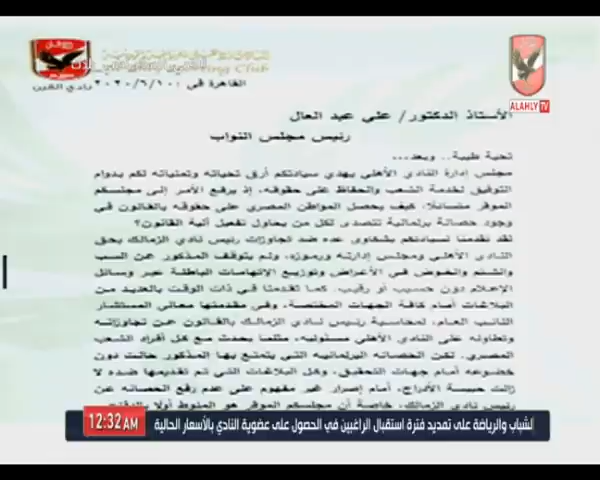 نادي القرن
القاهرة في : ٢٠٢٠/٦/١٠
ALAHLY TV
الأستاذ الدكتور/ علي عبد العال
رئيس مجلس النواب
تحية طيبة .. وبعد...
مجلس إدارة النادي الأهلي يهدي سيادتكم أرق تحياته وتمنياته لكم بدوام
التوفيق لخدمة الشعب والحفاظ على حقوقه، إذ يرفع الأمر إلى مجلسكم
الموقر متسائلا، كيف يحصل المواطن المصري على حقوقه بالقانون في
وجود حصانة برلمانية تتصدى لكل من يحاول تفعيل آلية القانون؟
لقد تقدمنا لسيادتكم بشكاوى عدة ضد تجاوزات رئيس نادي الزمالك بحق
النادي الأهلي ومجلس إدارته ورموزه، ولم يتوقف المذكور عن السب
والشتم والخوض في الأعراض وتوزيع الاتهامات الباطلة عبر وسائل
الإعلام دون حسيب أو رقيب. كما تقدمنا في ذات الوقت بالعديد من
البلاغات أمام كافة الجهات المختصة، وفي مقدمتها معالي المستشار
النائب العام، لمحاسبة رئيس نادي الزمالك بالقانون عن تجاوزاته
وتطاوله على النادي الأهلي مسئوليه، مثلما يحدث مع كل أفراد الشعب
المصري. لكن الحصانه البرلمانيه التي يتمتع بها المذكور حالت دون
خضوعه أمام جهات التحقيق، وكل البلاغات التي تم تقديمها ضده لا
زالت حبيسة الأدراج، أمام إصرار غير مفهوم على عدم رفع الحصانه عن
رئيس نادي الزمالك، خاصة أن مجلسكم الموقر هو المنوط أولا
الشباب والرياضة على تمديد فترة استقبال الراغبين في الحصول على عضوية النادي بالأسعار الحالية
12:32 AM